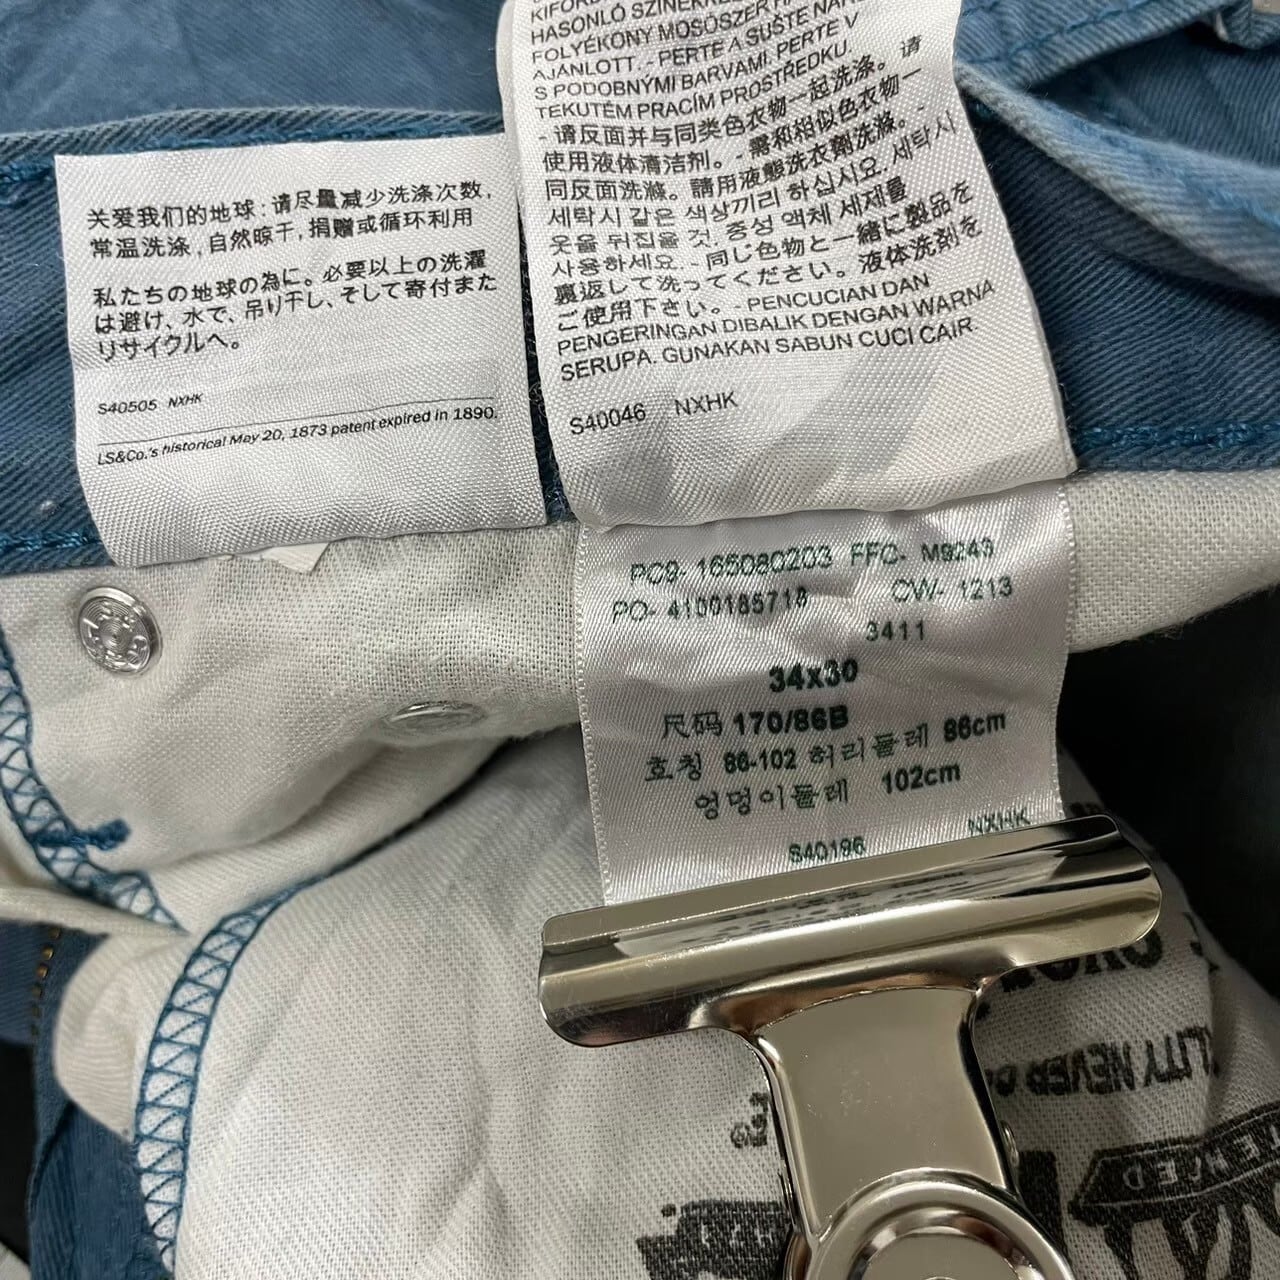 关爱我们的地球:请尽量减少洗涤次数,
常温洗涤,自然晾干,捐赠或循环利用
私たちの地球の為に。必要以上の洗濯
は避け、水で、吊り干し、そして寄付また
はリサイクルへ。
S40505 NXHK
LS&Co.'s historical May 20, 1873 patent expired in 1890.
HASONLÓ SZÍNEKKEL
FOLYÉKONY MOSÓSZER
AJÁNLOTT. - PERTE A SUŠTE NARUBY
S PODOBNÝMI BARVAMI. PERTE V
TEKUTÉM PRACÍM PROSTŘEDKU.
- 请反面并与同类色衣物一起洗涤。请
使用液体清洁剂。- 需和相似色衣物一
同反面洗滌。請用液態洗衣劑洗滌。-
세탁시 같은 색상끼리 하십시요. 세탁시
옷을 뒤집을 것. 중성 액체 세제를
사용하세요. - 同じ色物と一緒に製品を
裏返して洗ってください。液体洗剤を
ご使用下さい。- PENCUCIAN DAN
PENGERINGAN DIBALIK DENGAN WARNA
SERUPA. GUNAKAN SABUN CUCI CAIR
S40046 NXHK
PC9- 165080203 FFC- M9243
PO- 4100185718 CW- 1213
3411
34x30
尺码 170/86B
호칭 86-102 허리둘레 86cm
엉덩이둘레 102cm
S40196 NXHK
LITY NEVER